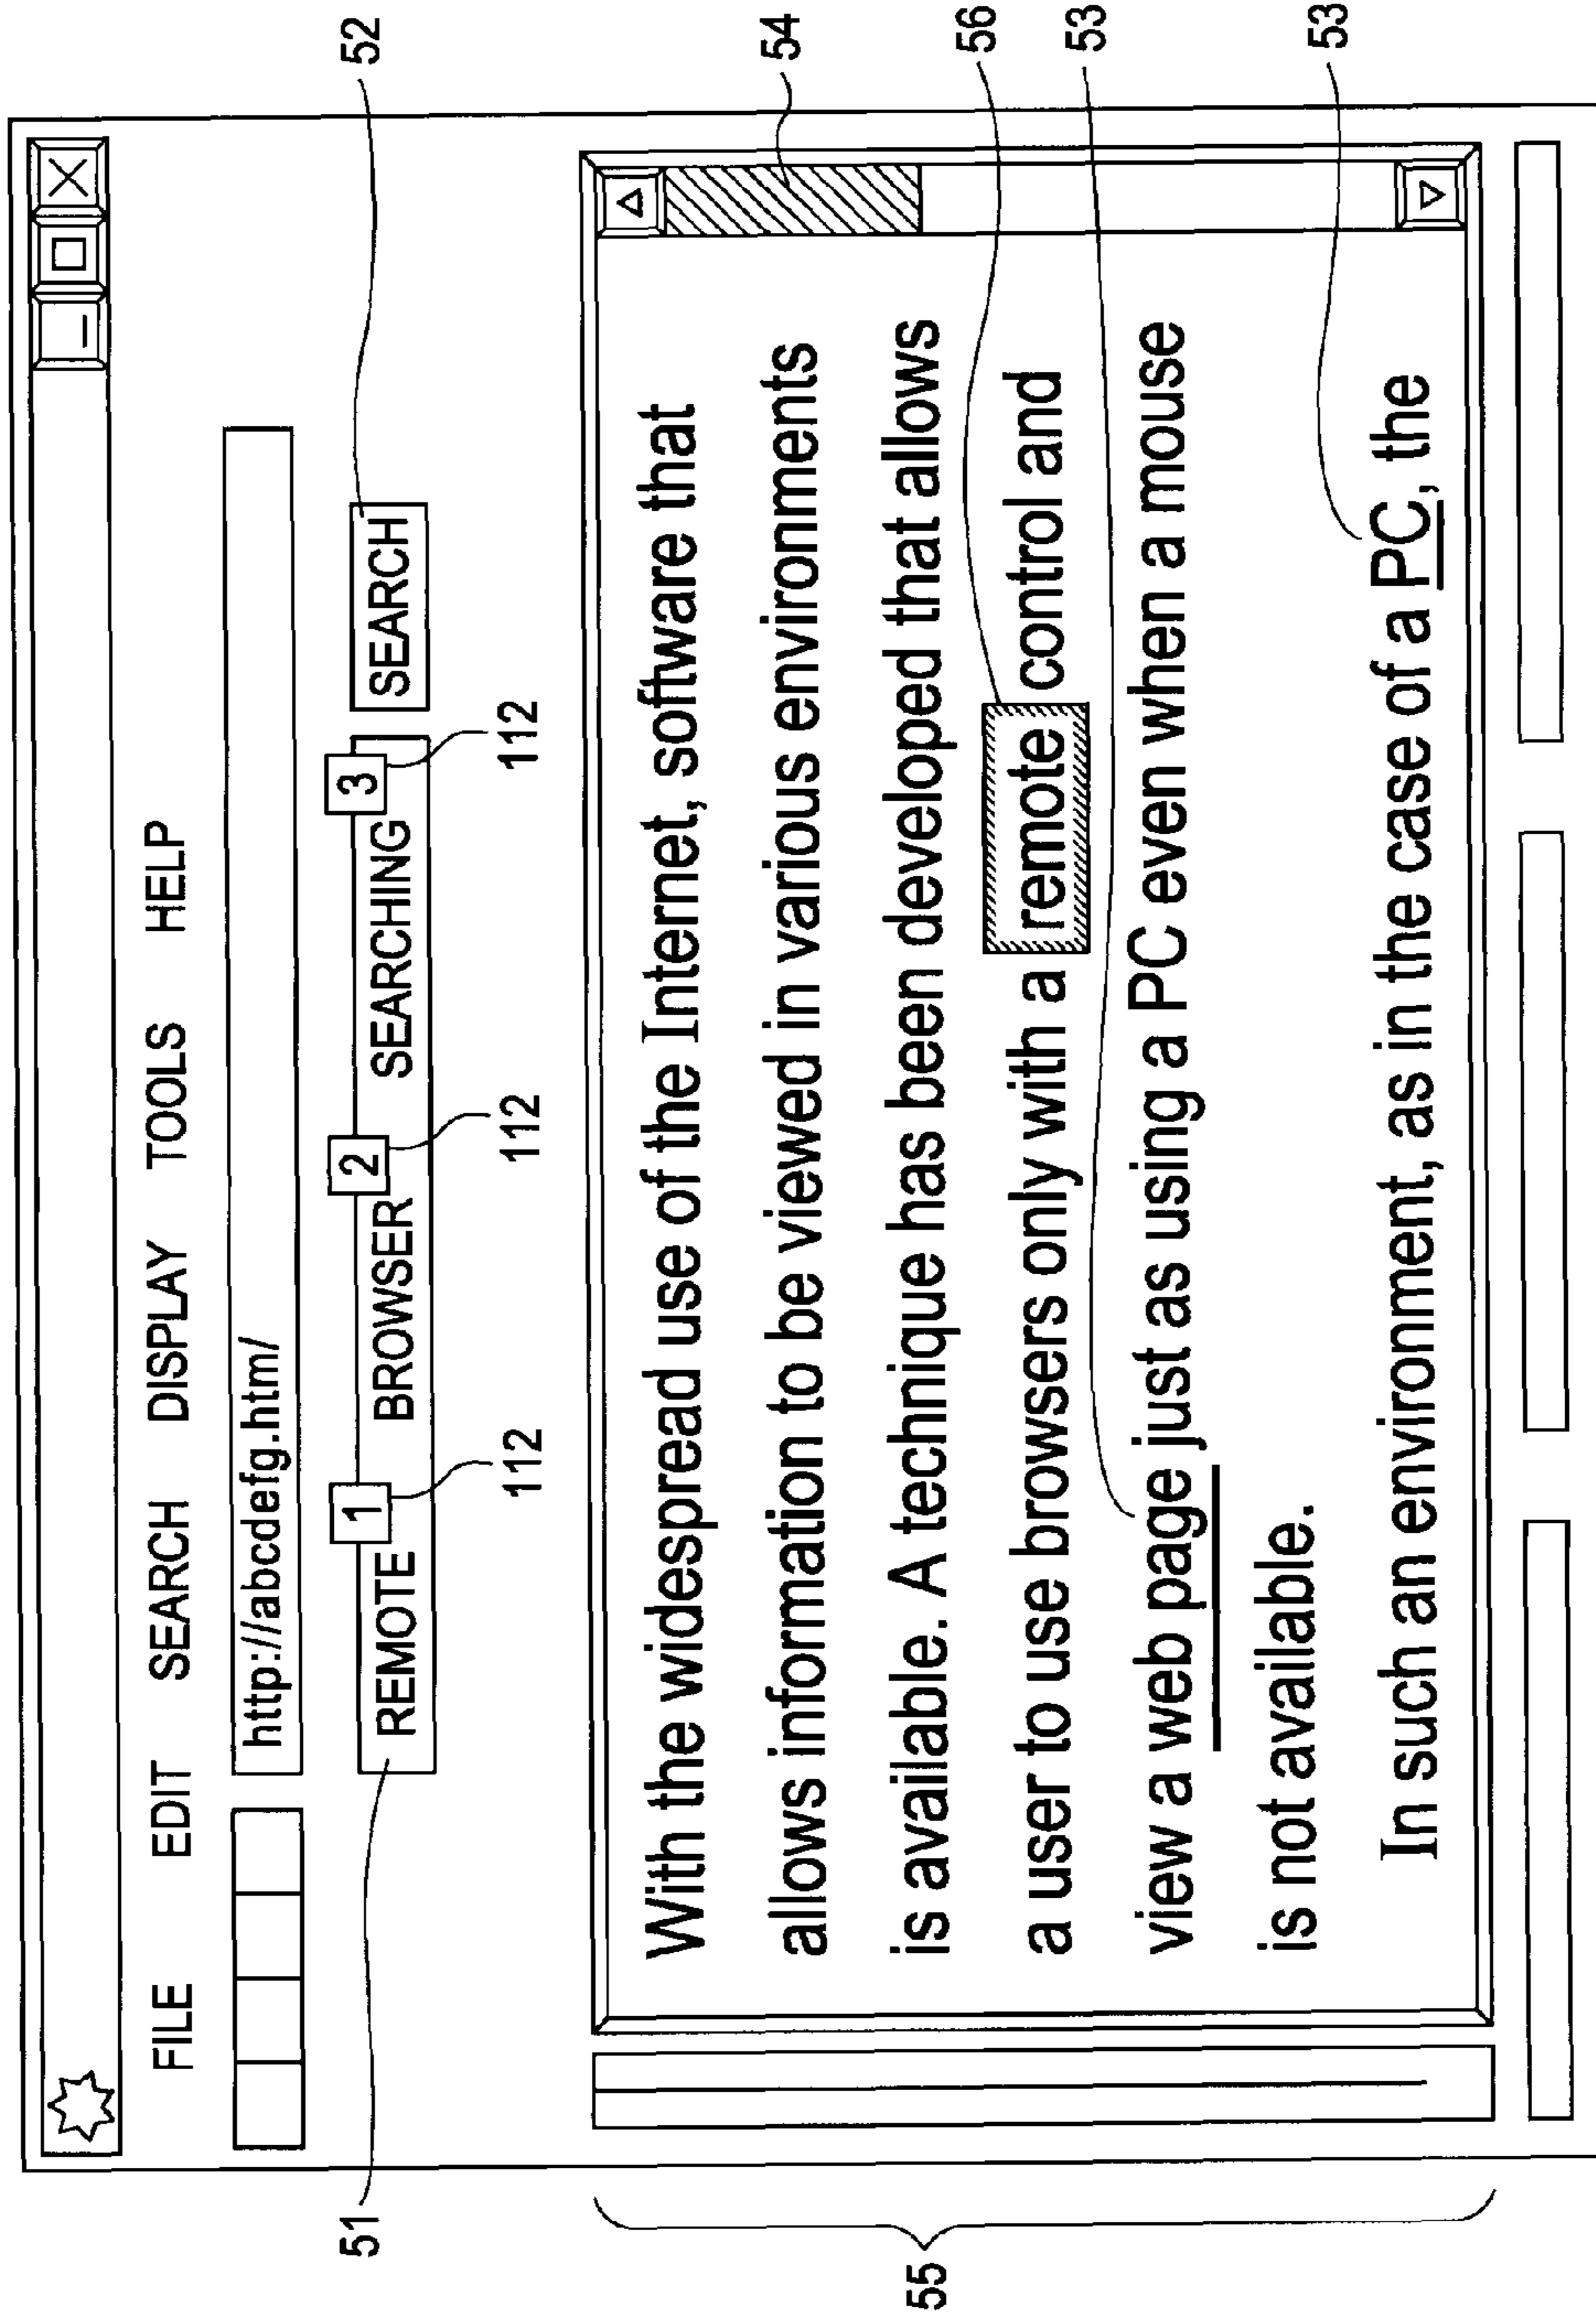 52
FILE EDIT SEARCH DISPLAY TOOLS HELP
http://abcdefg.htm/
1 2 3
51 REMOTE BROWSER SEARCHING SEARCH
112 112 112
54
With the widespread use of the Internet, software that
allows information to be viewed in various environments
is available. A technique has been developed that allows
56
a user to use browsers only with a remote control and
53
view a web page just as using a PC even when a mouse
is not available.
53
In such an environment, as in the case of a PC, the
55